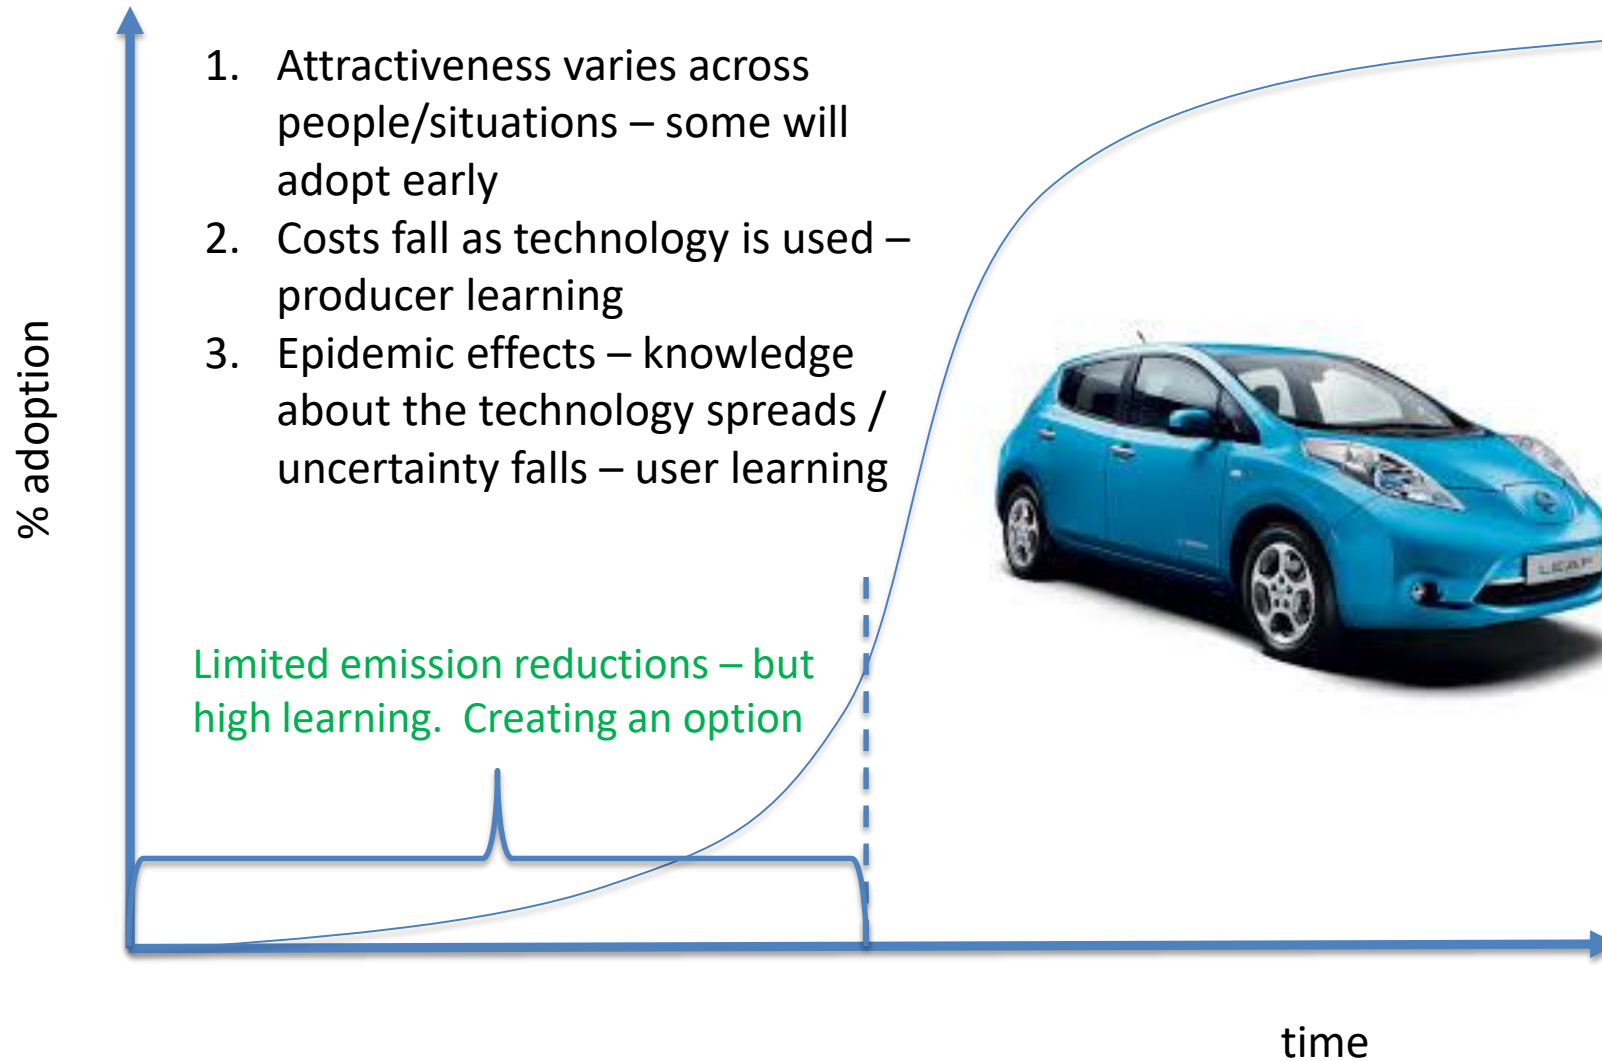 1. Attractiveness varies across
people/situations – some will
adopt early
2. Costs fall as technology is used –
producer learning
3. Epidemic effects – knowledge
about the technology spreads /
uncertainty falls – user learning
% adoption
LEAF
Limited emission reductions – but
high learning.  Creating an option
time